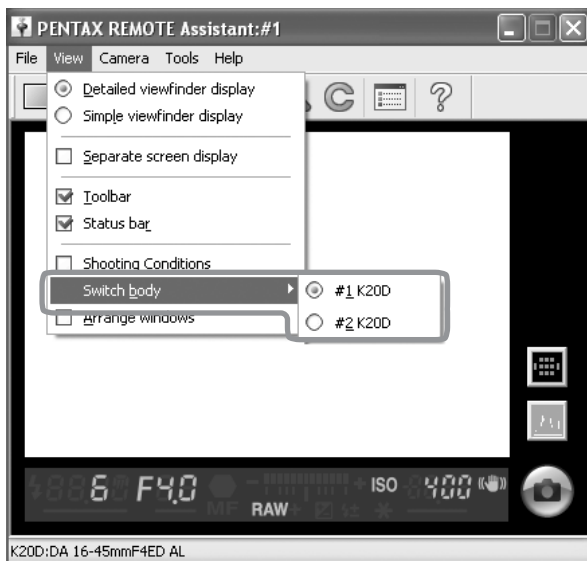 PENTAX REMOTE Assistant:#1
File View Camera Tools Help
Detailed viewfinder display
Simple viewfinder display
Separate screen display
Toolbar
Status bar
Shooting Conditions
Switch body
#1 K20D
#2 K20D
Arrange windows
6 F4.0 ISO 400
MF RAW+
K20D:DA 16-45mmF4ED AL